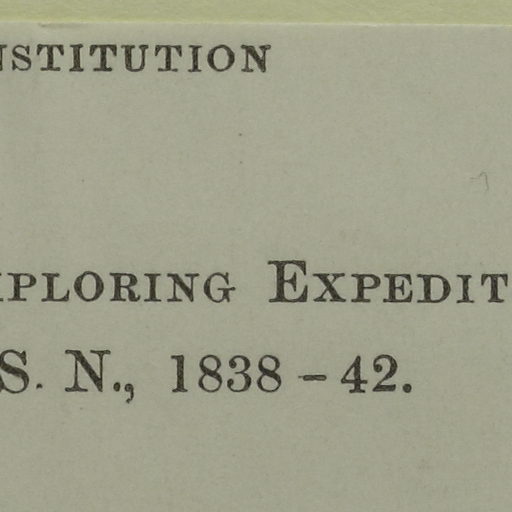 NSTITUTION
XPLORING EXPEDIT
S. N., 1838-42.